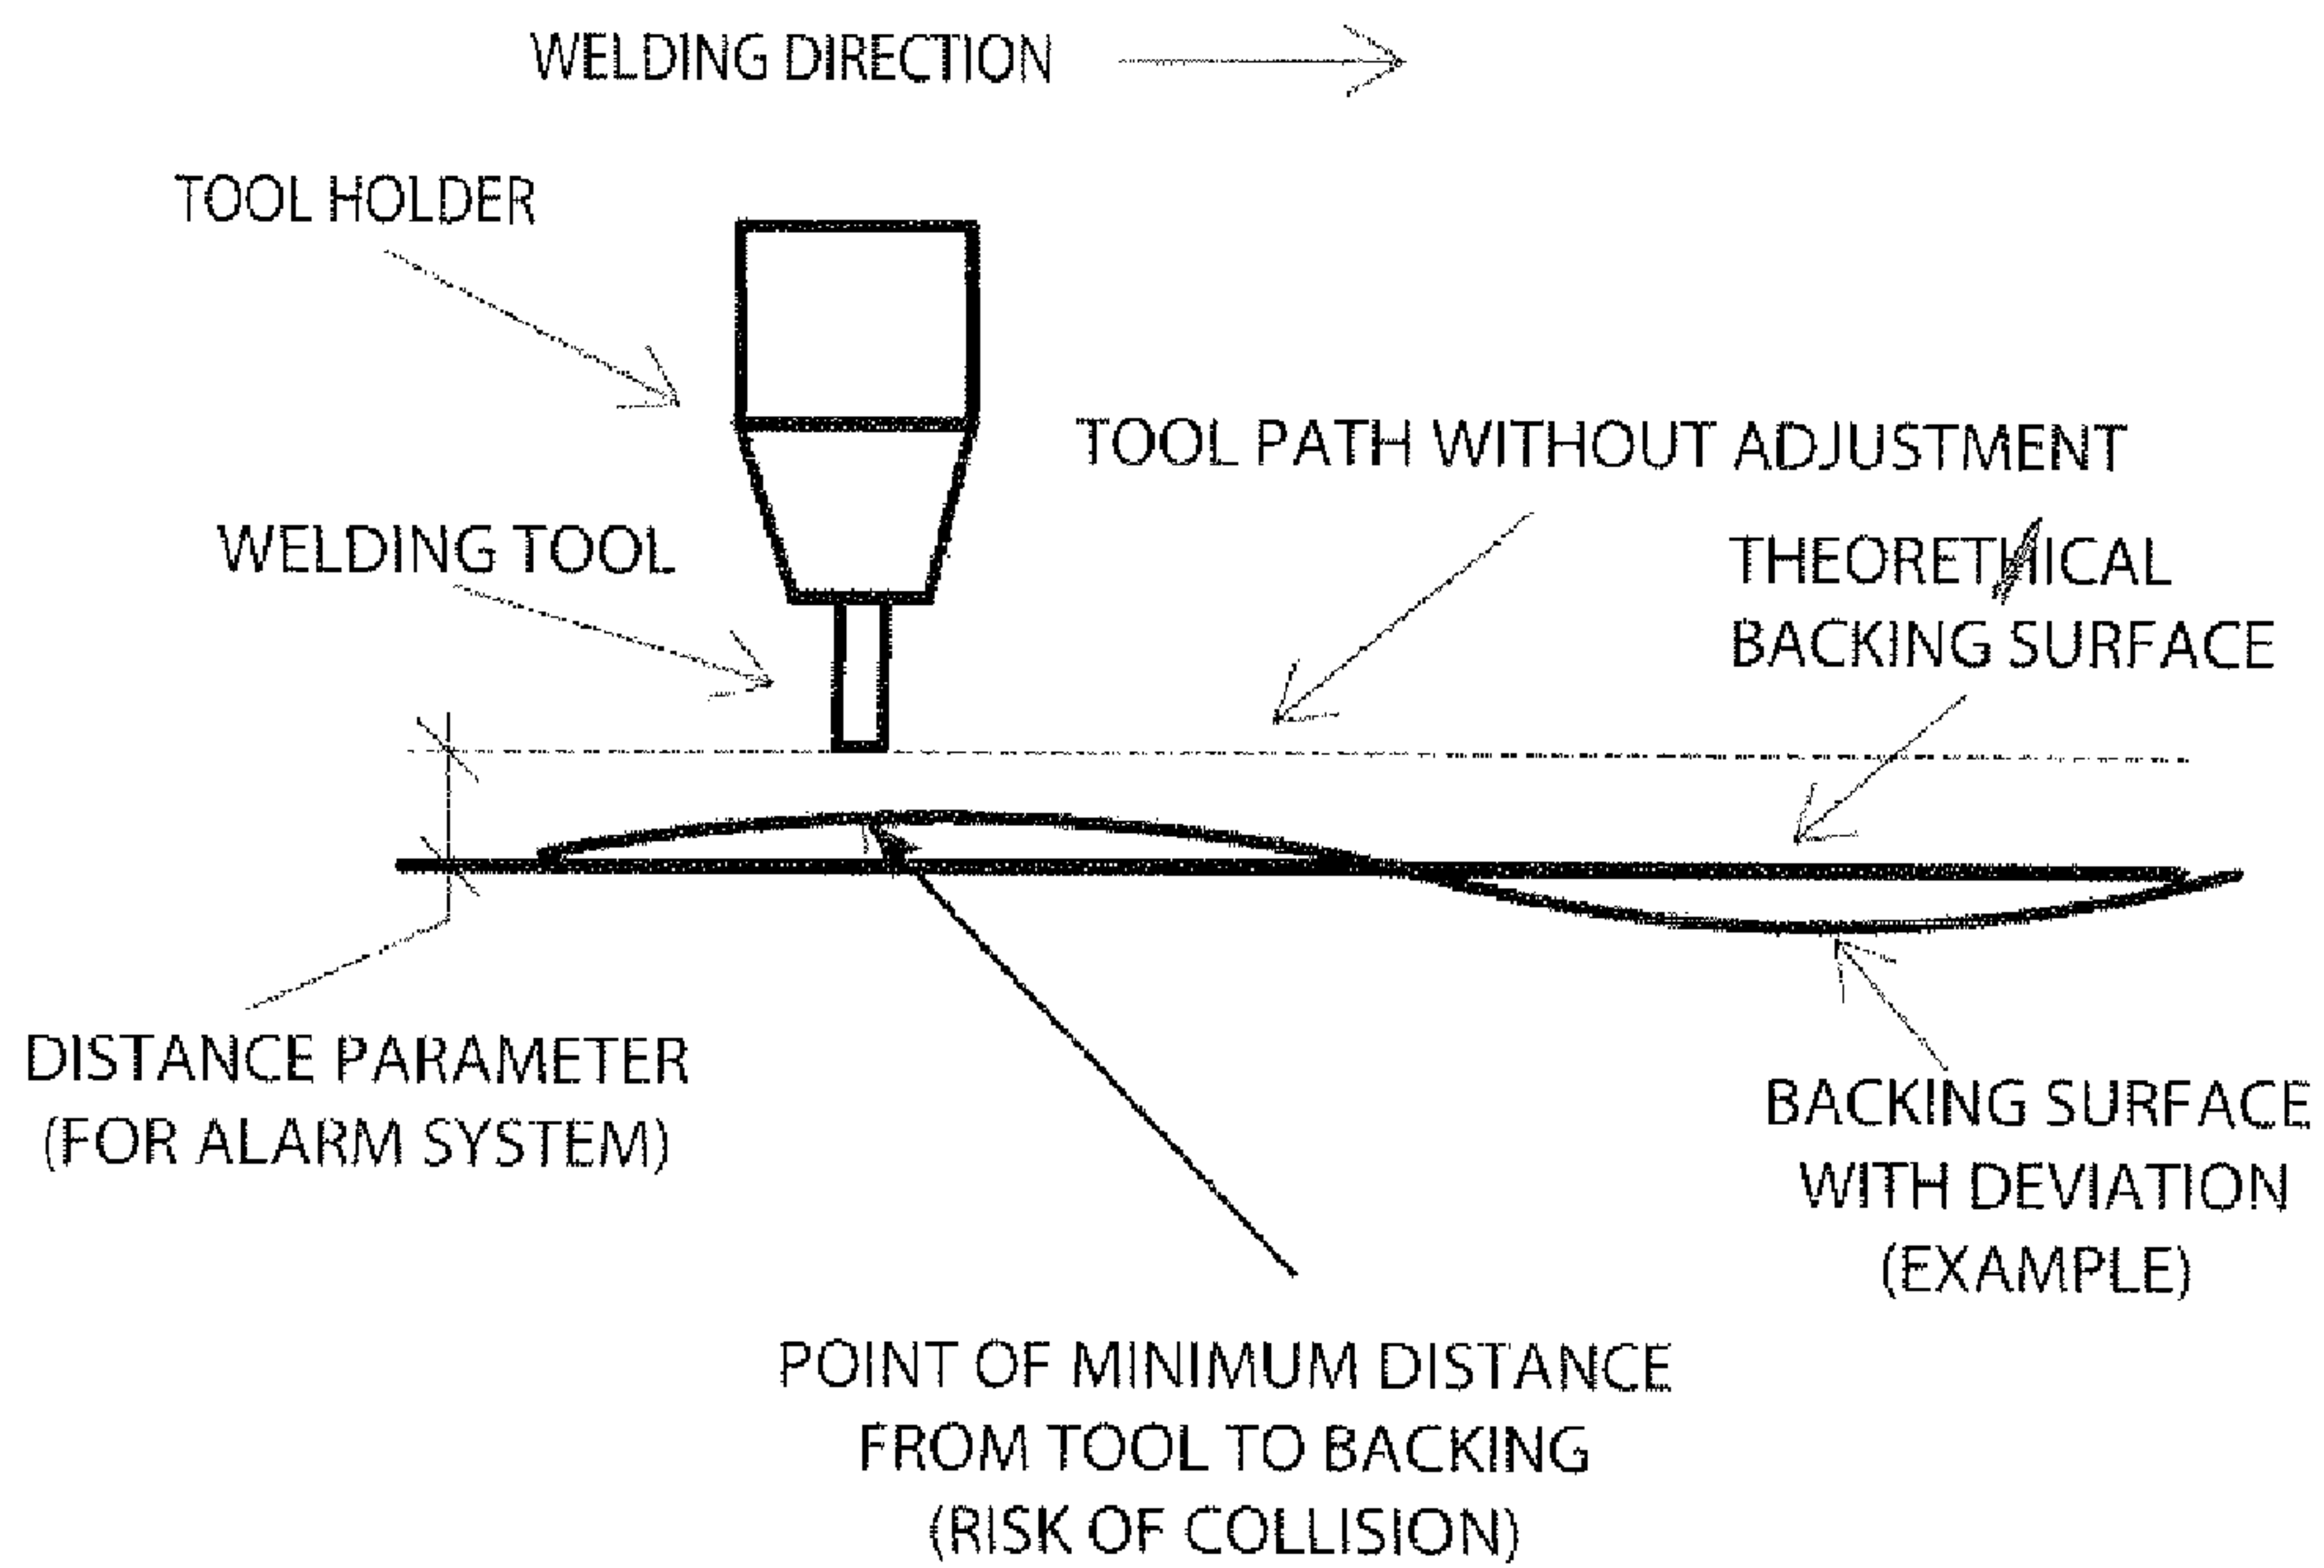 WELDING DIRECTION
TOOL HOLDER
TOOL PATH WITHOUT ADJUSTMENT
WELDING TOOL
THEORETHICAL
BACKING SURFACE
DISTANCE PARAMETER
(FOR ALARM SYSTEM)
BACKING SURFACE
WITH DEVIATION
(EXAMPLE)
POINT OF MINIMUM DISTANCE
FROM TOOL TO BACKING
(RISK OF COLLISION)